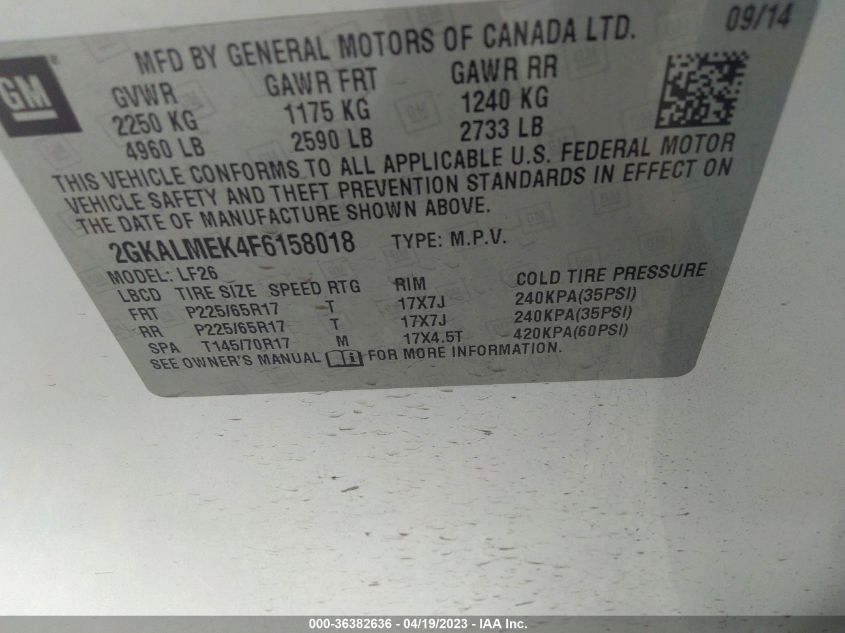 09/14
MFD BY GENERAL MOTORS OF CANADA LTD.
GM ®
GVWR GAWR FRT GAWR RR
2250 KG 1175 KG 1240 KG
4960 LB 2590 LB 2733 LB
THIS VEHICLE CONFORMS TO ALL APPLICABLE U.S. FEDERAL MOTOR
VEHICLE SAFETY AND THEFT PREVENTION STANDARDS IN EFFECT ON
THE DATE OF MANUFACTURE SHOWN ABOVE.
2GKALMEK4F6158018 TYPE: M.P.V.
MODEL: LF26
LBCD TIRE SIZE SPEED RTG RIM COLD TIRE PRESSURE
FRT P225/65R17 T 17X7J 240KPA(35PSI)
RR P225/65R17 T 17X7J 240KPA(35PSI)
SPA T145/70R17 M 17X4.5T 420KPA(60PSI)
SEE OWNER'S MANUAL FOR MORE INFORMATION.
000-36382636 - 04/19/2023 - IAA Inc.